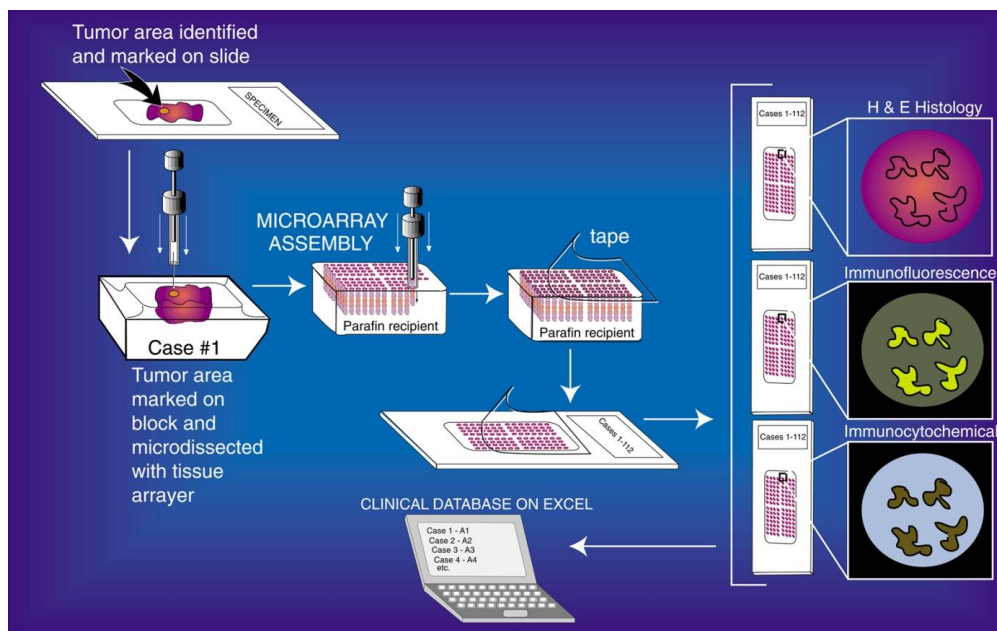 Tumor area identified
and marked on slide
SPECIMEN
MICROARRAY
ASSEMBLY
Case #1
Parafin recipient
tape
Parafin recipient
Tumor area
marked on
block and
microdissected
with tissue
arrayer
Cases 1-112
CLINICAL DATABASE ON EXCEL
Case 1 - A1
Case 2 - A2
Case 3 - A3
Case 4 - A4
etc.
Cases 1-112
H & E Histology
Cases 1-112
Immunofluorescence
Cases 1-112
Immunocytochemical